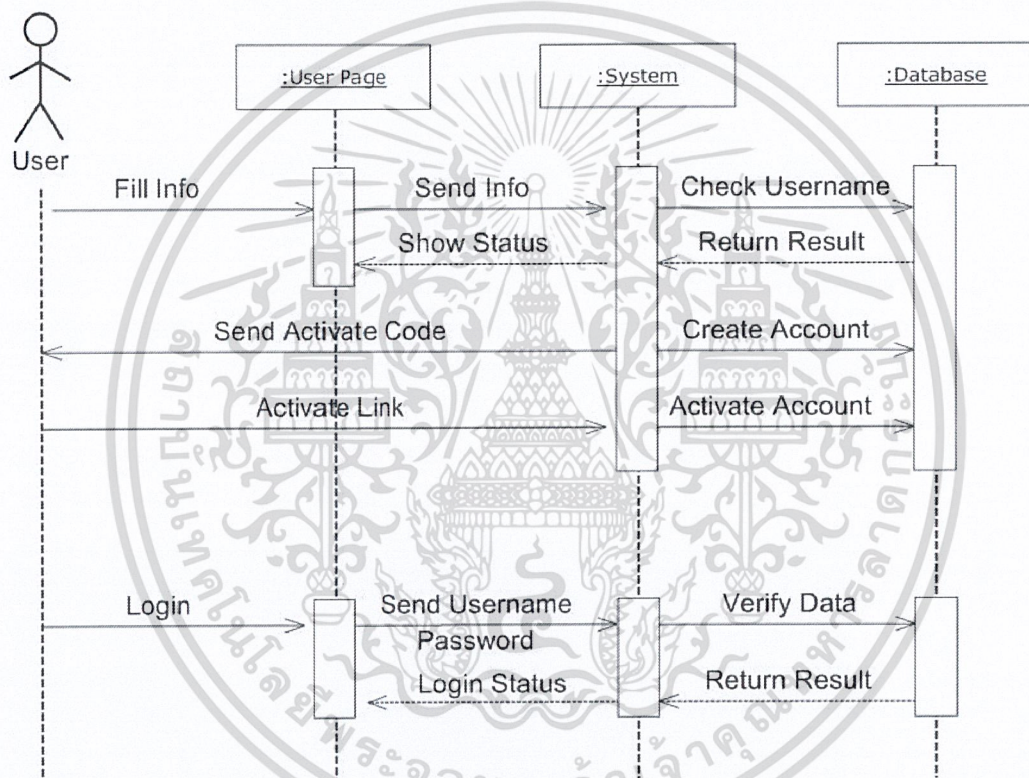 :User Page
:System
:Database
User
Fill Info
Send Info
Check Username
Show Status
Return Result
Send Activate Code
Create Account
Activate Link
Activate Account
Login
Send Username
Password
Verify Data
Login Status
Return Result